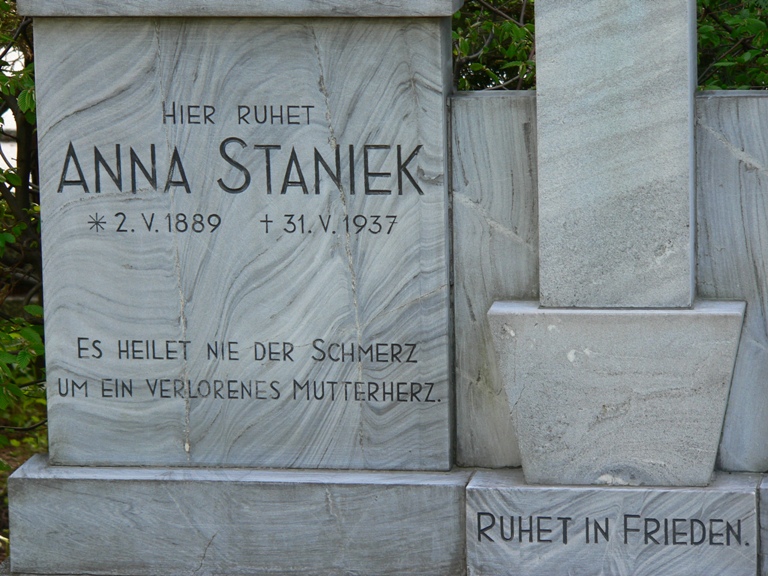 HIER RUHET
ANNA STANIEK
* 2. V. 1889 † 31. V. 1937
ES HEILET NIE DER SCHMERZ
UM EIN VERLORENES MUTTERHERZ.
RUHET IN FRIEDEN.